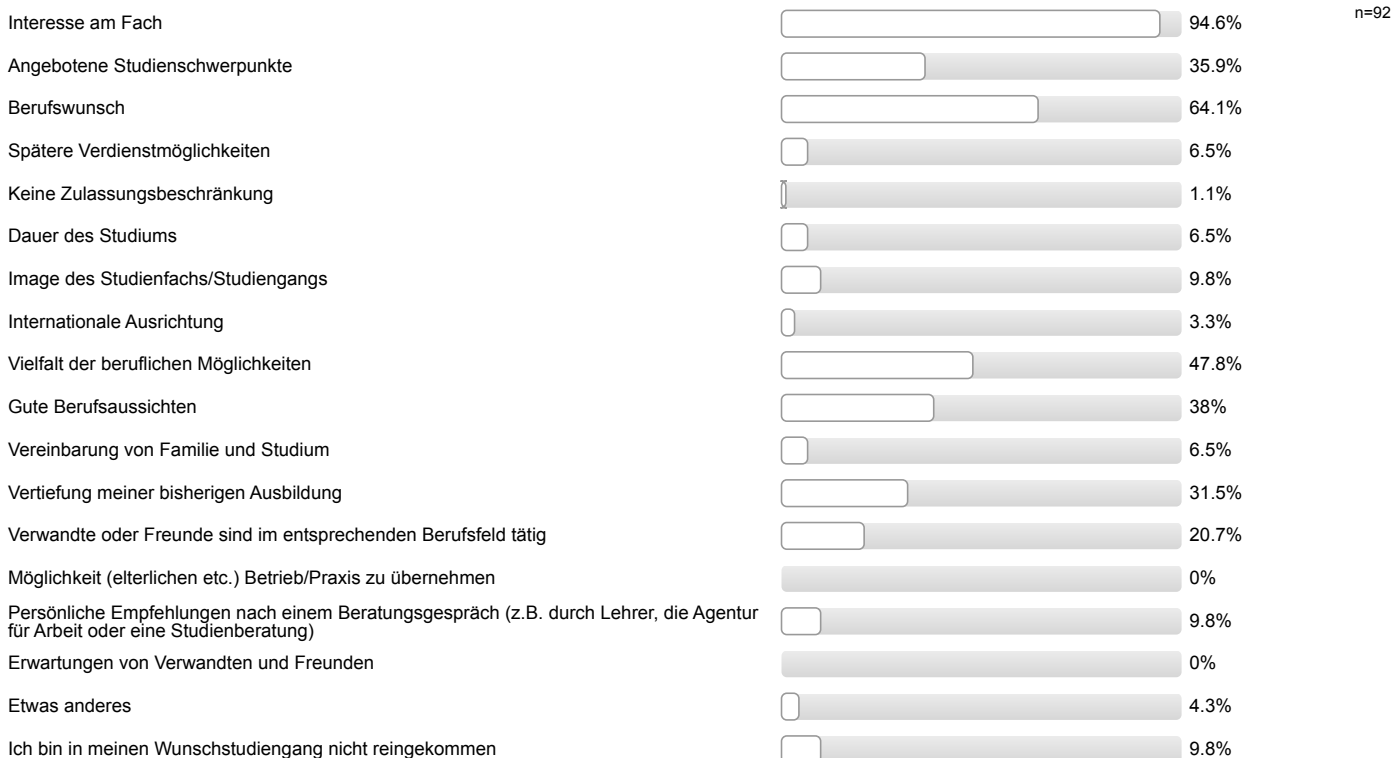 Interesse am Fach 94.6% n=92
Angebotene Studienschwerpunkte 35.9%
Berufswunsch 64.1%
Spätere Verdienstmöglichkeiten 6.5%
Keine Zulassungsbeschränkung 1.1%
Dauer des Studiums 6.5%
Image des Studienfachs/Studiengangs 9.8%
Internationale Ausrichtung 3.3%
Vielfalt der beruflichen Möglichkeiten 47.8%
Gute Berufsaussichten 38%
Vereinbarung von Familie und Studium 6.5%
Vertiefung meiner bisherigen Ausbildung 31.5%
Verwandte oder Freunde sind im entsprechenden Berufsfeld tätig 20.7%
Möglichkeit (elterlichen etc.) Betrieb/Praxis zu übernehmen 0%
Persönliche Empfehlungen nach einem Beratungsgespräch (z.B. durch Lehrer, die Agentur
für Arbeit oder eine Studienberatung) 9.8%
Erwartungen von Verwandten und Freunden 0%
Etwas anderes 4.3%
Ich bin in meinen Wunschstudiengang nicht reingekommen 9.8%